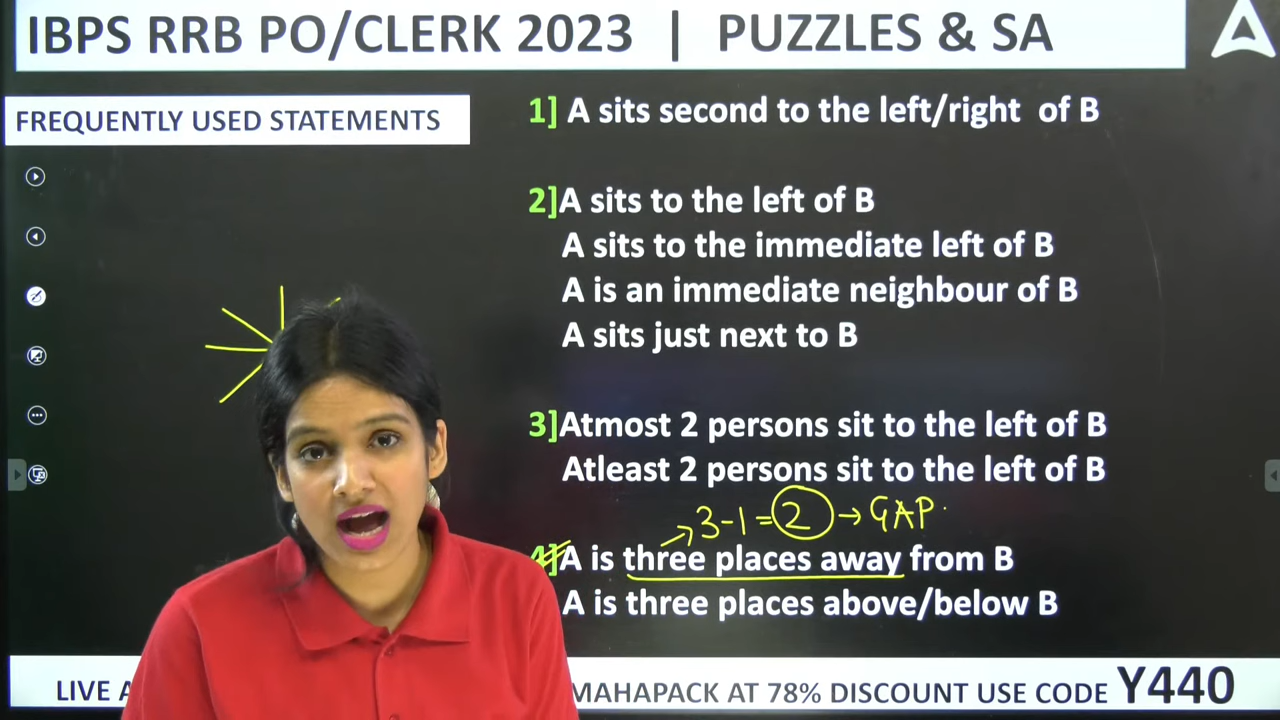 IBPS RRB PO/CLERK 2023 | PUZZLES & SA
FREQUENTLY USED STATEMENTS
1] A sits second to the left/right of B
2]A sits to the left of B
A sits to the immediate left of B
A is an immediate neighbour of B
A sits just next to B
3]Atmost 2 persons sit to the left of B
Atleast 2 persons sit to the left of B
→3-1=2→GAP.
4]A is three places away from B
A is three places above/below B
LIVE MAHAPACK AT 78% DISCOUNT USE CODE Y440